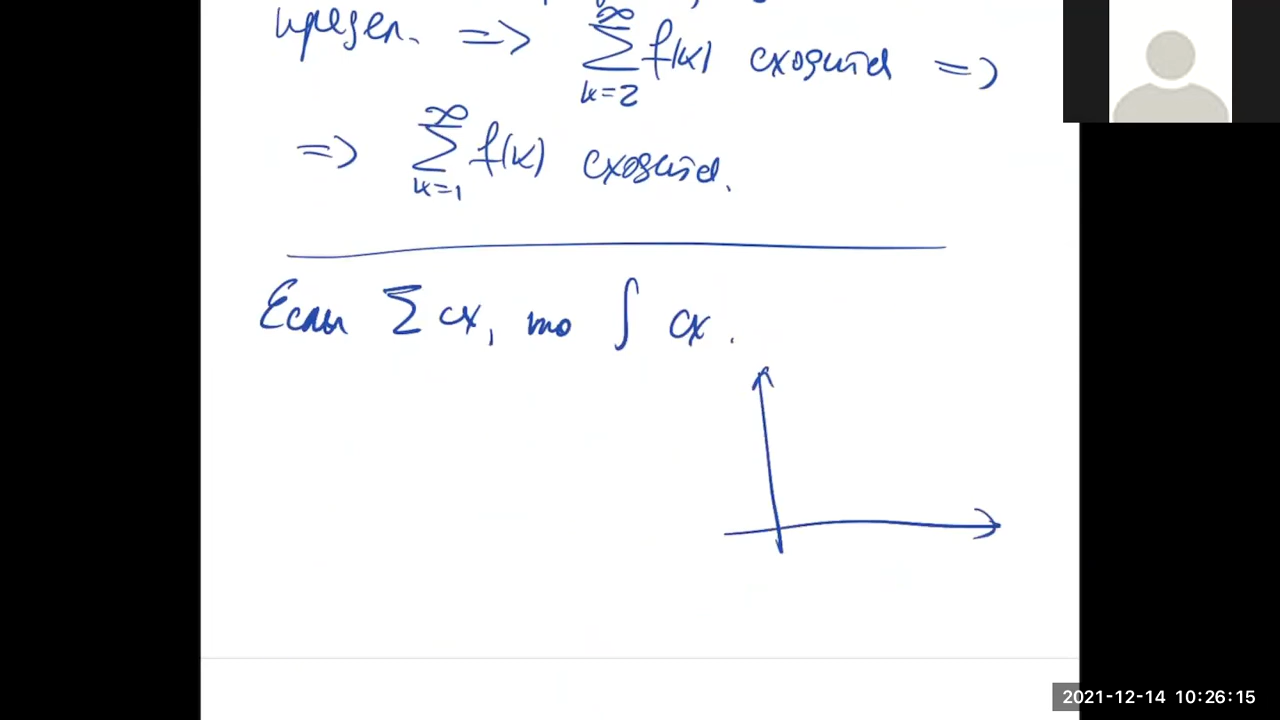 предел. => ∑_{k=2}^{∞} f(k) сходится =>
=> ∑_{k=1}^{∞} f(k) сходится.
Если ∑ сх, то ∫ сх.
2021-12-14 10:26:15